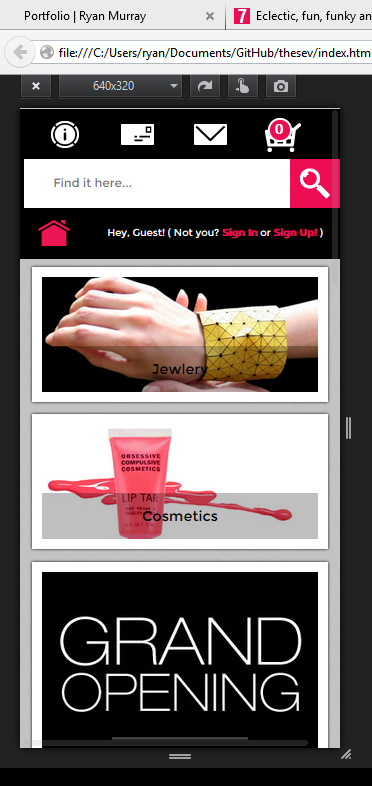 Portfolio | Ryan Murray
Eclectic, fun, funky an
file:///C:/Users/ryan/Documents/GitHub/thesev/index.htm
640x320
0
Find it here...
Hey, Guest! ( Not you? Sign In or Sign Up! )
Jewlery
OBSESSIVE
COMPULSIVE
COSMETICS
LIP TAR
Cosmetics
GRAND
OPENING